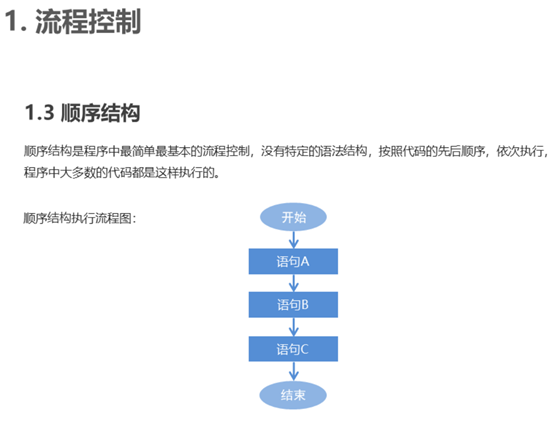 1. 流程控制
1.3 顺序结构
顺序结构是程序中最简单最基本的流程控制，没有特定的语法结构，按照代码的先后顺序，依次执行，
程序中大多数的代码都是这样执行的。
顺序结构执行流程图：
开始
语句A
语句B
语句C
结束